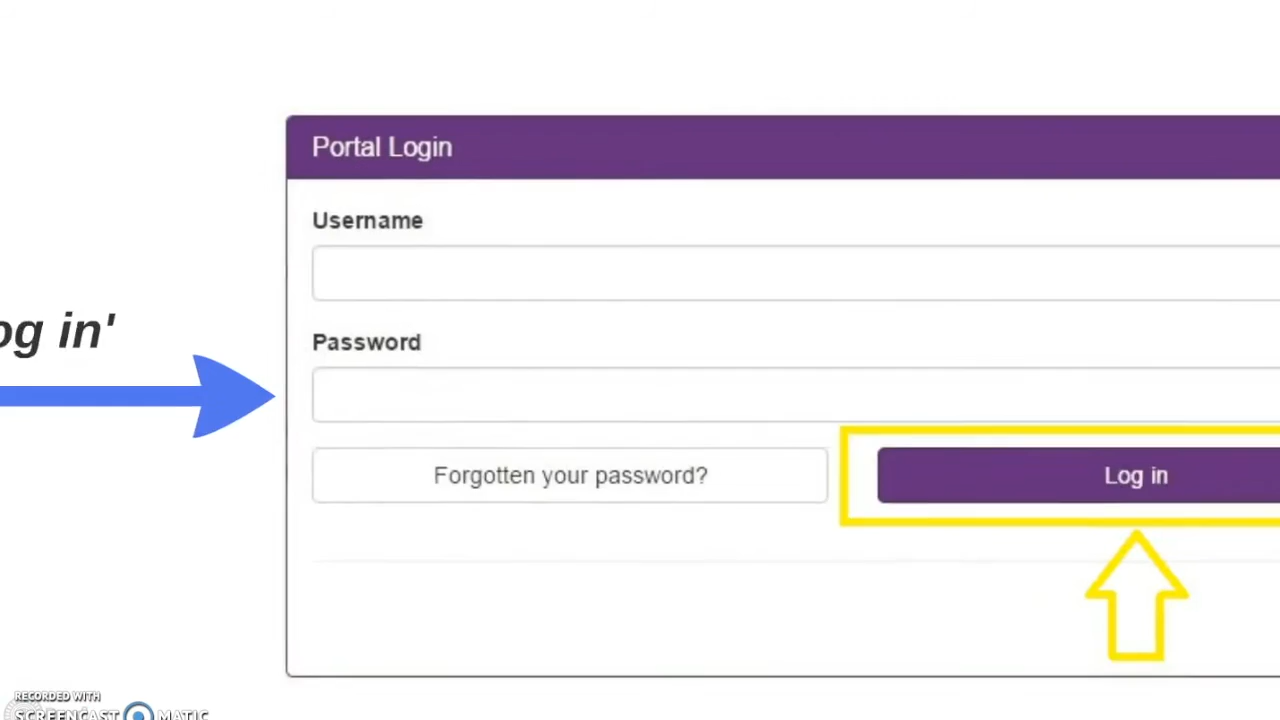 Portal Login
Username
og in'
Password
Forgotten your password?
Log in
RECORDED WITH
SCREENCAST MATIC